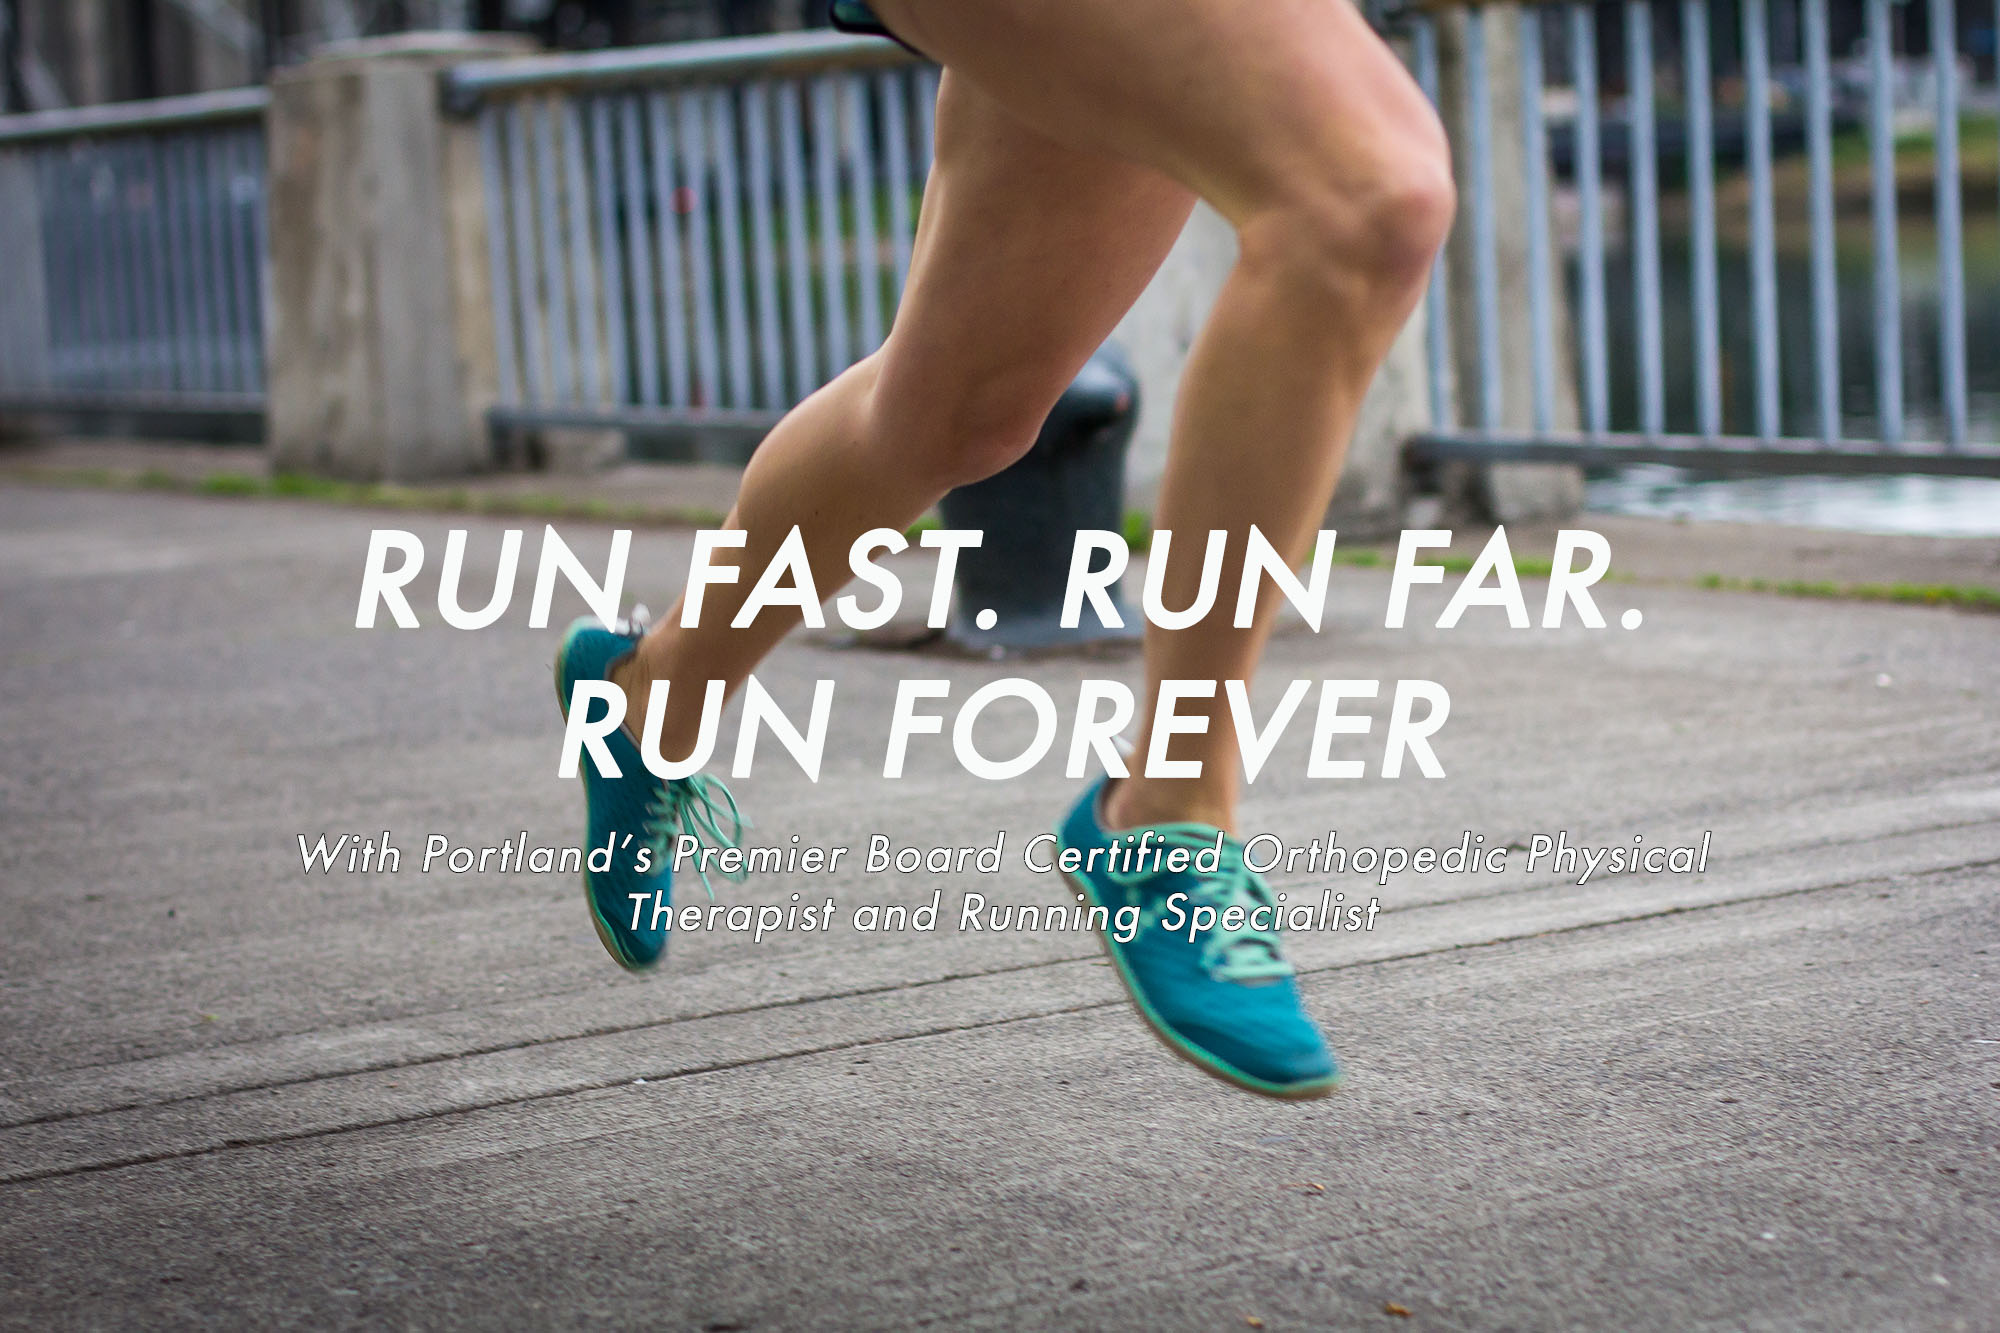 RUN FAST. RUN FAR.
RUN FOREVER
With Portland's Premier Board Certified Orthopedic Physical
Therapist and Running Specialist